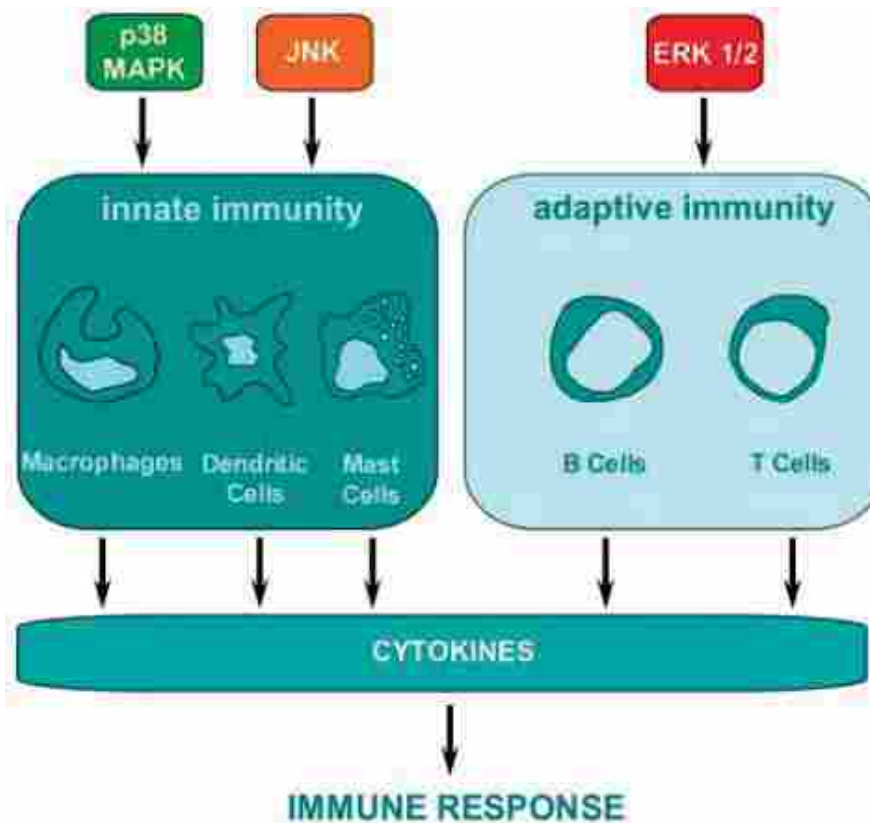 p38
MAPK
JNK
ERK 1/2
innate immunity
adaptive immunity
Macrophages
Dendritic
Cells
Mast
Cells
B Cells
T Cells
CYTOKINES
IMMUNE RESPONSE